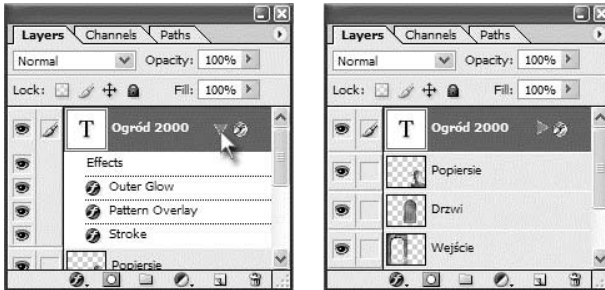 Layers Channels Paths
Normal Opacity: 100%
Lock: Fill: 100%
T Ogród 2000
Effects
Outer Glow
Pattern Overlay
Stroke
Popiersie
Layers Channels Paths
Normal Opacity: 100%
Lock: Fill: 100%
T Ogród 2000
Popiersie
Drzwi
Wejście